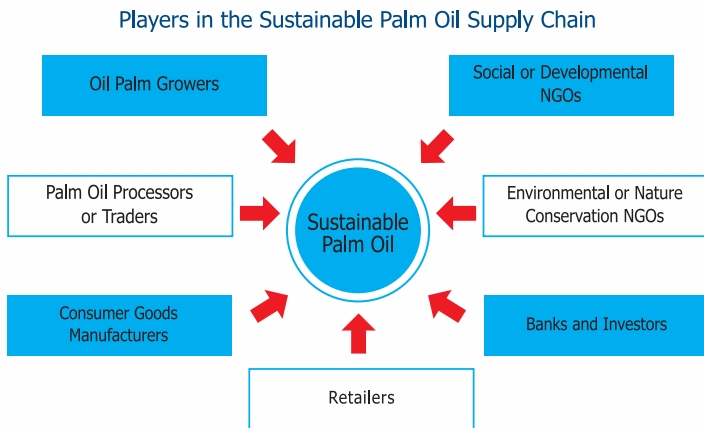 Players in the Sustainable Palm Oil Supply Chain
Oil Palm Growers
Social or Developmental
NGOs
Palm Oil Processors
or Traders
Sustainable
Palm Oil
Environmental or Nature
Conservation NGOs
Consumer Goods
Manufacturers
Banks and Investors
Retailers